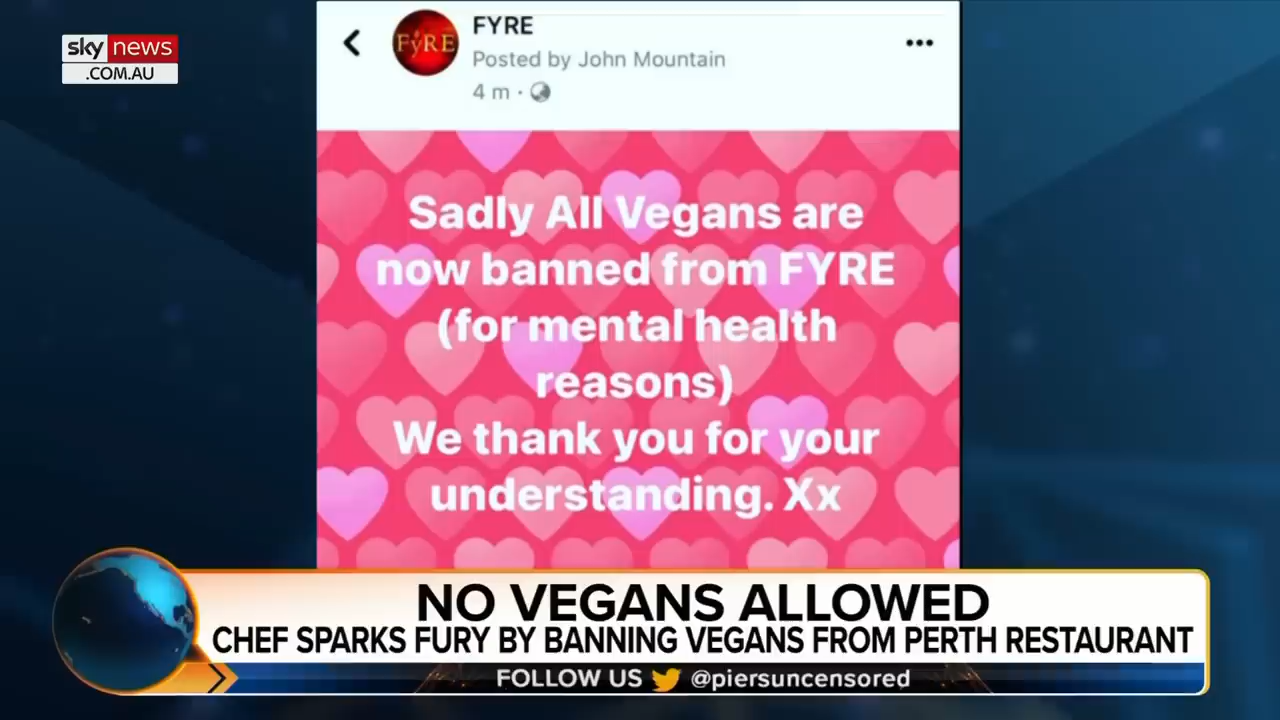 sky news
.COM.AU
FYRE
FyRE
Posted by John Mountain
4 m ·
Sadly All Vegans are
now banned from FYRE
(for mental health
reasons)
We thank you for your
understanding. Xx
NO VEGANS ALLOWED
CHEF SPARKS FURY BY BANNING VEGANS FROM PERTH RESTAURANT
FOLLOW US @piersuncensored